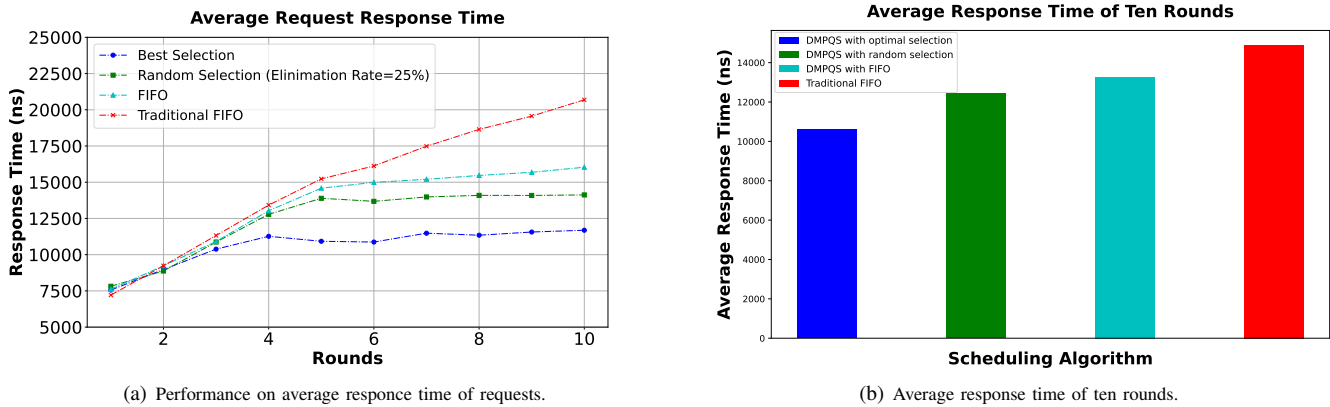 Average Request Response Time
25000
22500
20000
17500
15000
12500
10000
7500
5000
Response Time (ns)
Best Selection
Random Selection (Elinimation Rate=25%)
FIFO
Traditional FIFO
2
4
6
8
10
Rounds
(a) Performance on average responce time of requests.
Average Response Time of Ten Rounds
14000
12000
10000
8000
6000
4000
2000
0
Average Response Time (ns)
DMPQS with optimal selection
DMPQS with random selection
DMPQS with FIFO
Traditional FIFO
Scheduling Algorithm
(b) Average response time of ten rounds.